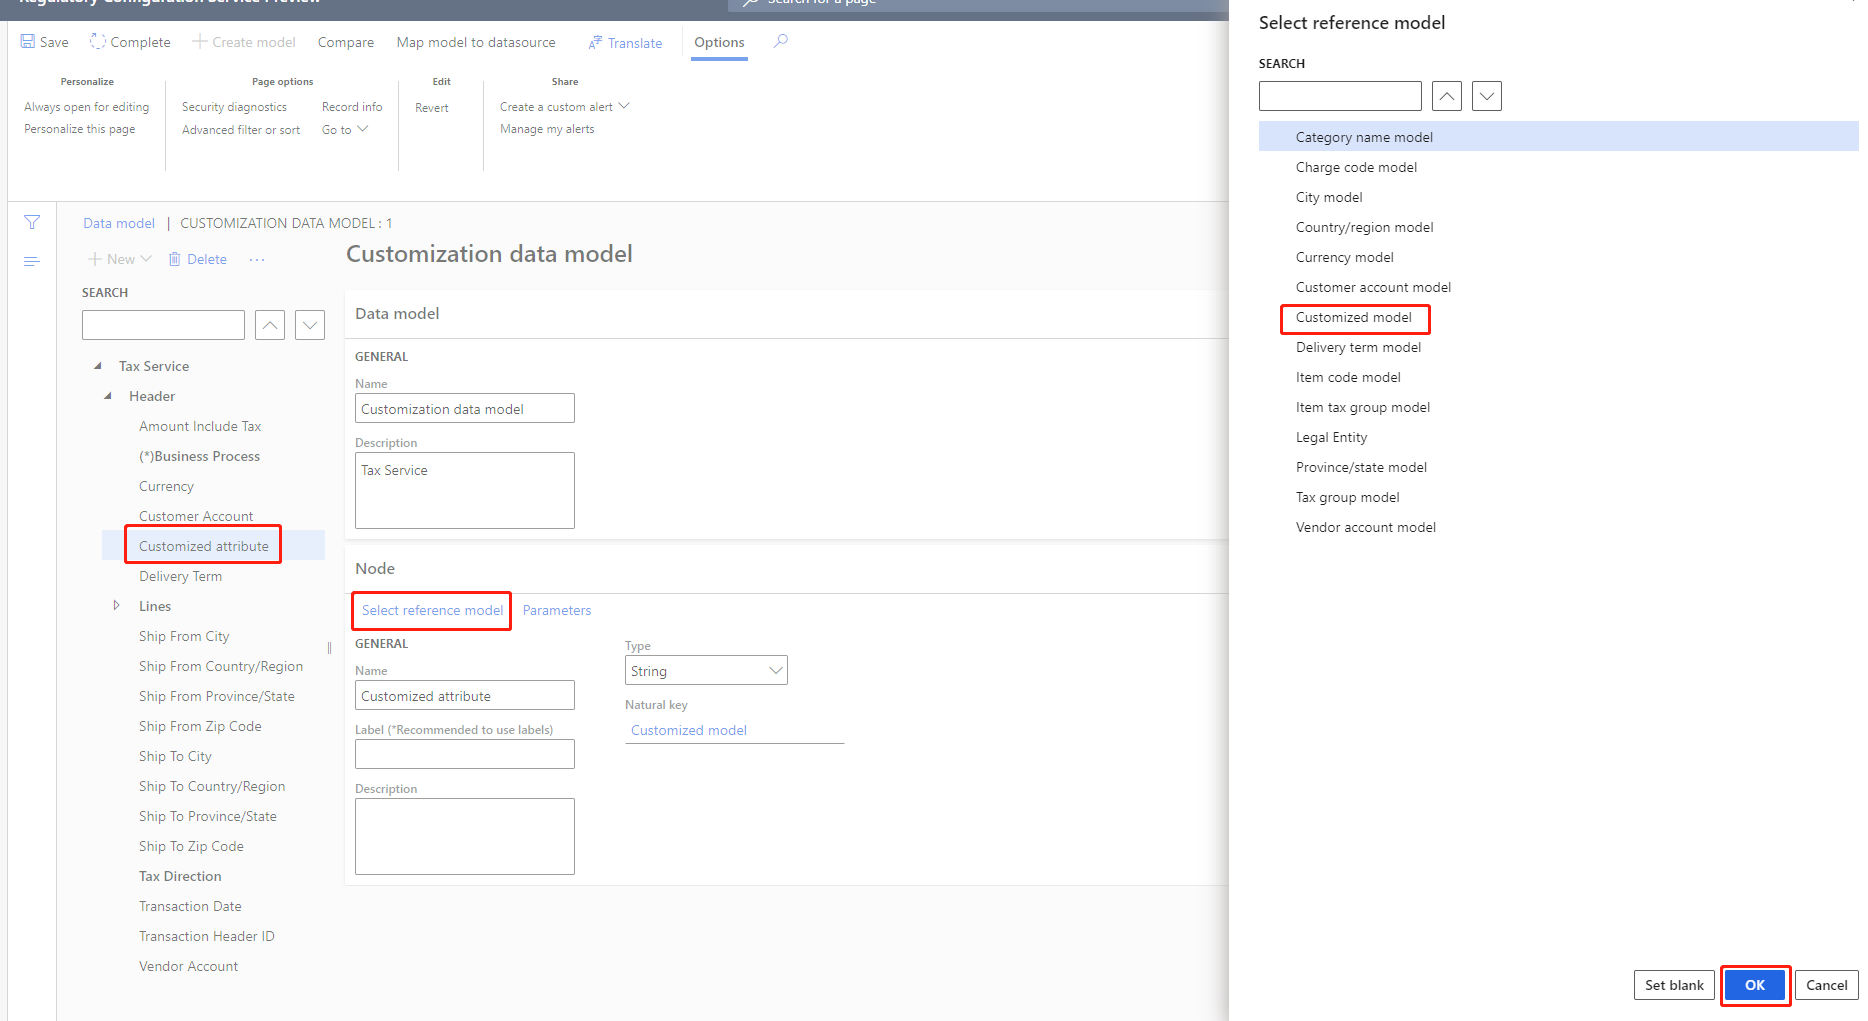 Regulatory Configuration Service Preview
Search for a page
Save
Complete
Create model
Compare
Map model to datasource
Translate
Options
Personalize
Always open for editing
Personalize this page
Page options
Security diagnostics
Record info
Advanced filter or sort
Go to
Edit
Revert
Share
Create a custom alert
Manage my alerts
Data model | CUSTOMIZATION DATA MODEL : 1
New
Delete
...
SEARCH
Tax Service
Header
Amount Include Tax
(*)Business Process
Currency
Customer Account
Customized attribute
Delivery Term
Lines
Ship From City
Ship From Country/Region
Ship From Province/State
Ship From Zip Code
Ship To City
Ship To Country/Region
Ship To Province/State
Ship To Zip Code
Tax Direction
Transaction Date
Transaction Header ID
Vendor Account
Customization data model
Data model
GENERAL
Name
Customization data model
Description
Tax Service
Node
Select reference model
Parameters
GENERAL
Name
Customized attribute
Label (*Recommended to use labels)
Description
Type
String
Natural key
Customized model
Select reference model
SEARCH
Category name model
Charge code model
City model
Country/region model
Currency model
Customer account model
Customized model
Delivery term model
Item code model
Item tax group model
Legal Entity
Province/state model
Tax group model
Vendor account model
Set blank
OK
Cancel